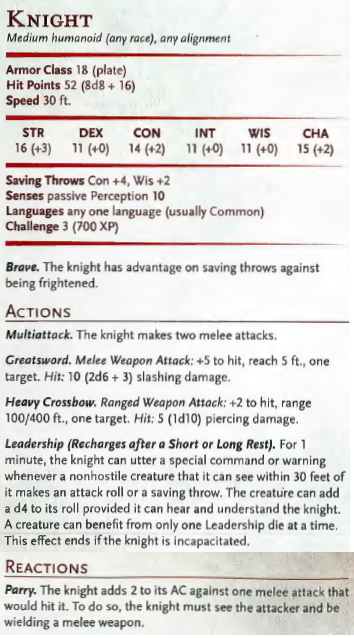 KNIGHT
Medium humanoid (any race), any alignment
Armor Class 18 (plate)
Hit Points 52 (8d8 + 16)
Speed 30 ft.
STR DEX CON INT WIS CHA
16 (+3) 11 (+0) 14 (+2) 11 (+0) 11 (+0) 15 (+2)
Saving Throws Con +4, Wis +2
Senses passive Perception 10
Languages any one language (usually Common)
Challenge 3 (700 XP)
Brave. The knight has advantage on saving throws against
being frightened.
ACTIONS
Multiattack. The knight makes two melee attacks.
Greatsword. Melee Weapon Attack: +5 to hit, reach 5 ft., one
target. Hit: 10 (2d6 + 3) slashing damage.
Heavy Crossbow. Ranged Weapon Attack: +2 to hit, range
100/400 ft., one target. Hit: 5 (1d10) piercing damage.
Leadership (Recharges after a Short or Long Rest). For 1
minute, the knight can utter a special command or warning
whenever a nonhostile creature that it can see within 30 feet of
it makes an attack roll or a saving throw. The creature can add
a d4 to its roll provided it can hear and understand the knight.
A creature can benefit from only one Leadership die at a time.
This effect ends if the knight is incapacitated.
REACTIONS
Parry. The knight adds 2 to its AC against one melee attack that
would hit it. To do so, the knight must see the attacker and be
wielding a melee weapon.